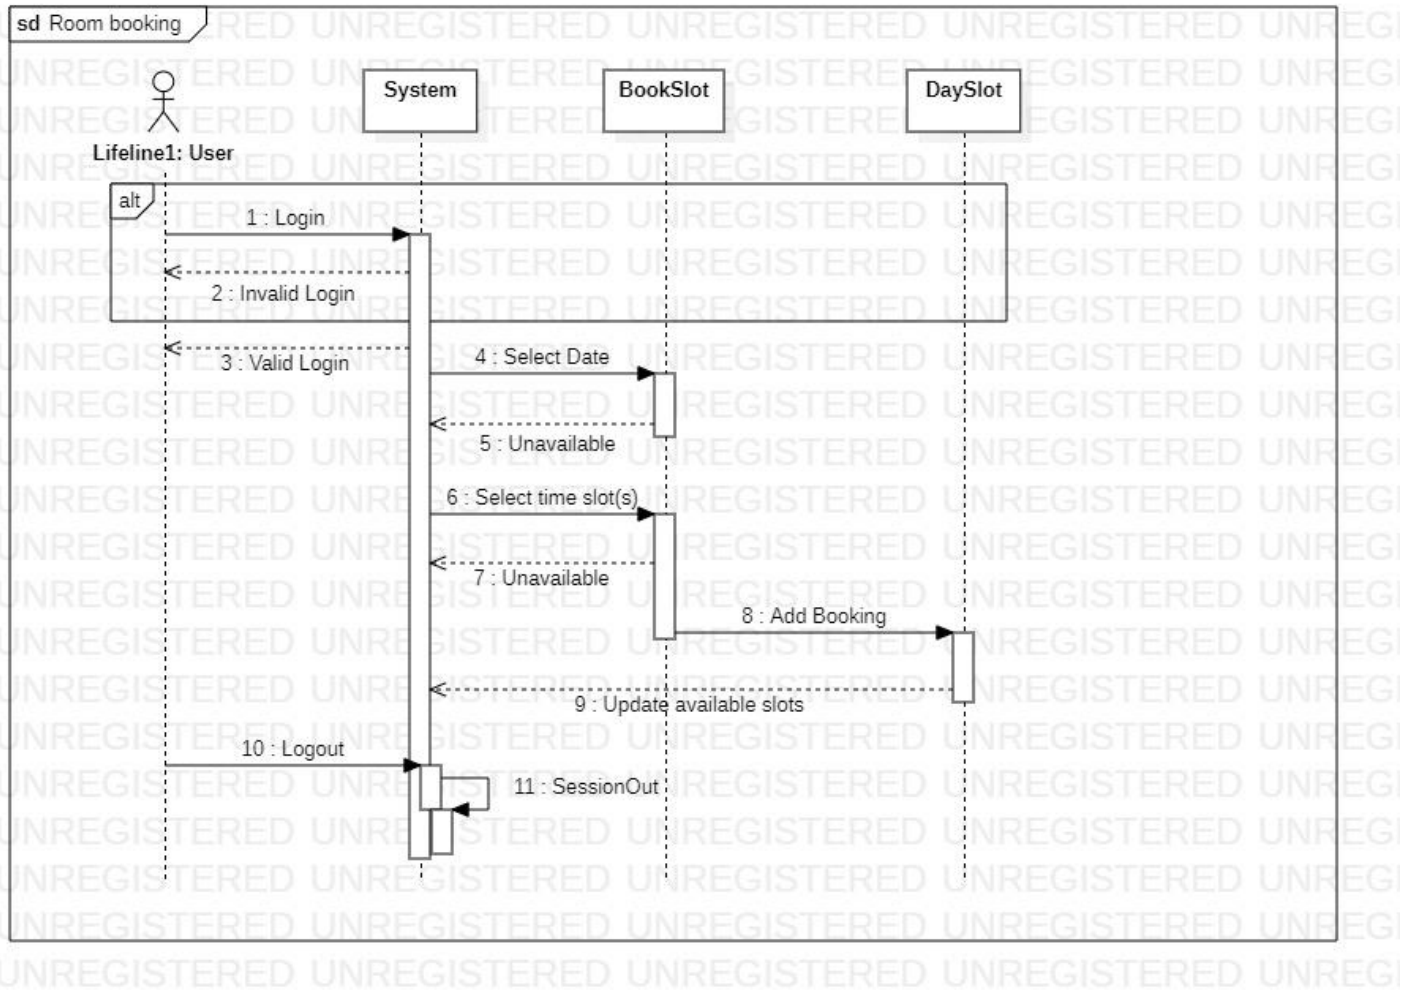 sd Room booking
System
BookSlot
DaySlot
Lifeline1: User
alt
1 : Login
2 : Invalid Login
3 : Valid Login
4 : Select Date
5 : Unavailable
6 : Select time slot(s)
7 : Unavailable
8 : Add Booking
9 : Update available slots
10 : Logout
11 : SessionOut
UNREGISTERED UNREGISTERED UNREGISTERED UNREGISTERED UNREGI